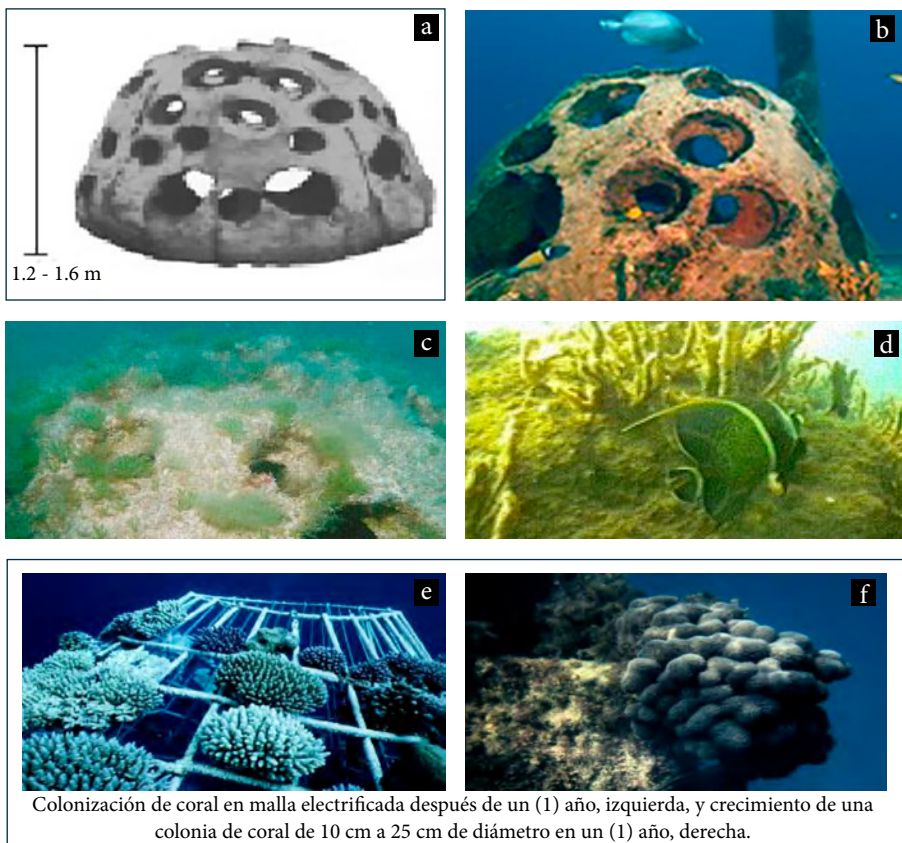 a
b
1.2 - 1.6 m
c
d
e
f
Colonización de coral en malla electrificada después de un (1) año, izquierda, y crecimiento de una
colonia de coral de 10 cm a 25 cm de diámetro en un (1) año, derecha.